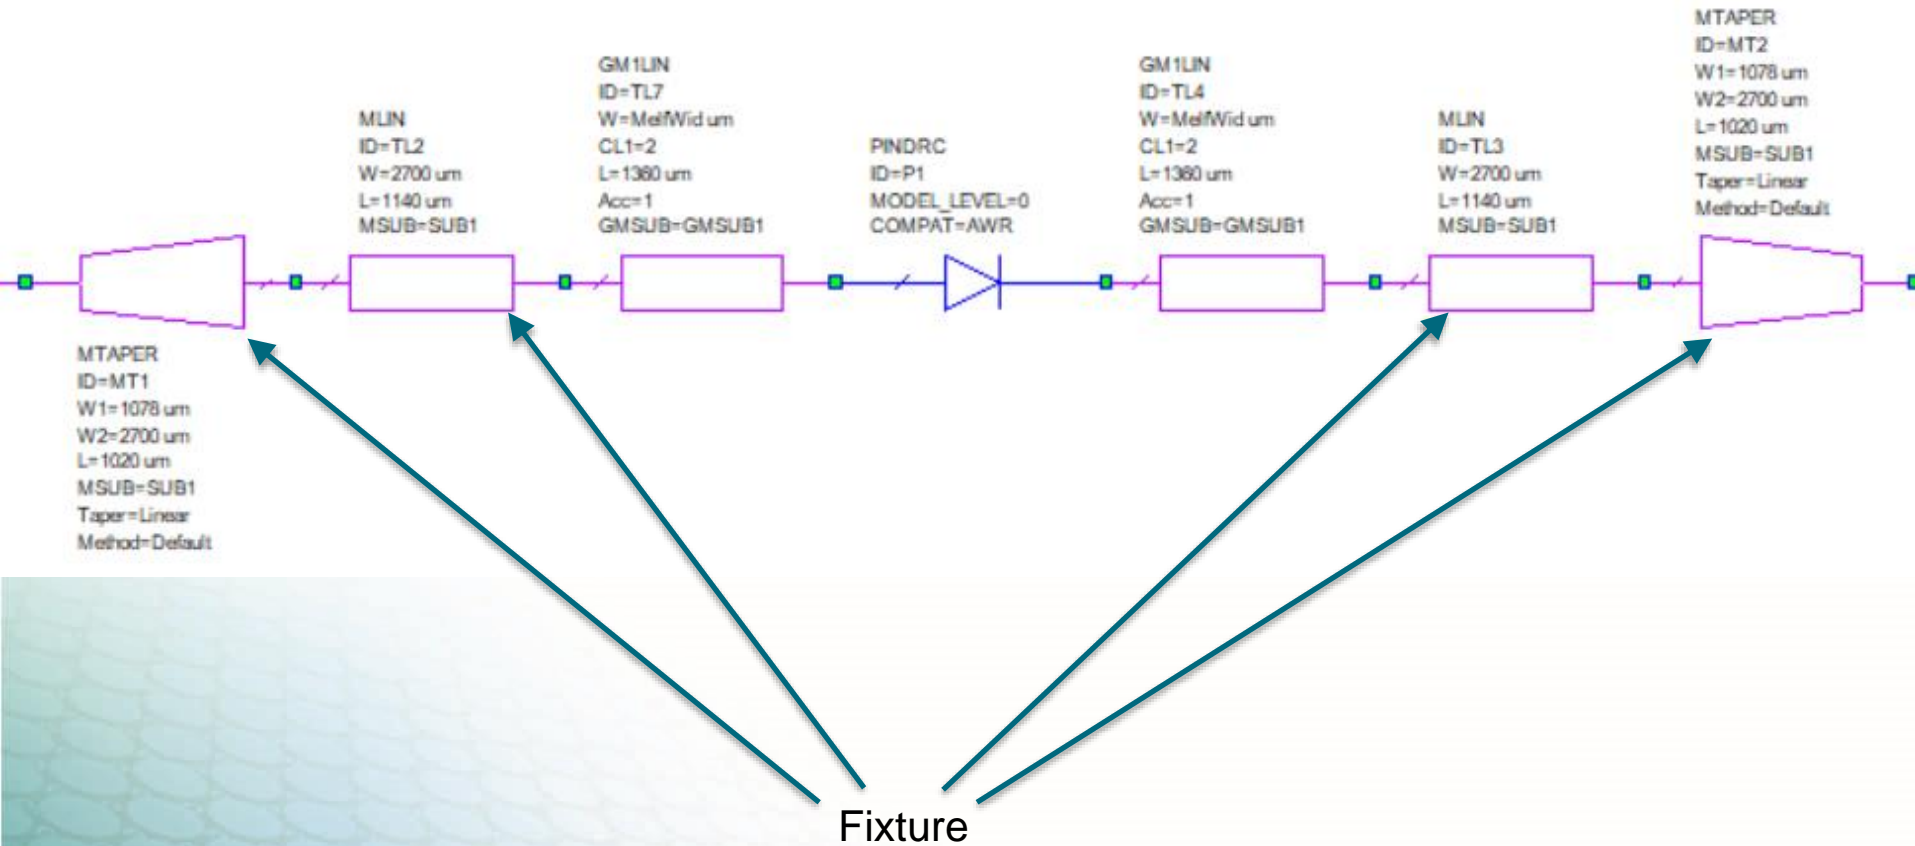 MTAPER
ID=MT1
W1=1078 um
W2=2700 um
L=1020 um
MSUB=SUB1
Taper=Linear
Method=Default
MLIN
ID=TL2
W=2700 um
L=1140 um
MSUB=SUB1
GM1LIN
ID=TL7
W=MelfWid um
CL1=2
L=1360 um
Acc=1
GMSUB=GMSUB1
PINDRC
ID=P1
MODEL_LEVEL=0
COMPAT=AWR
GM1LIN
ID=TL4
W=MelfWid um
CL1=2
L=1360 um
Acc=1
GMSUB=GMSUB1
MLIN
ID=TL3
W=2700 um
L=1140 um
MSUB=SUB1
MTAPER
ID=MT2
W1=1078 um
W2=2700 um
L=1020 um
MSUB=SUB1
Taper=Linear
Method=Default
Fixture